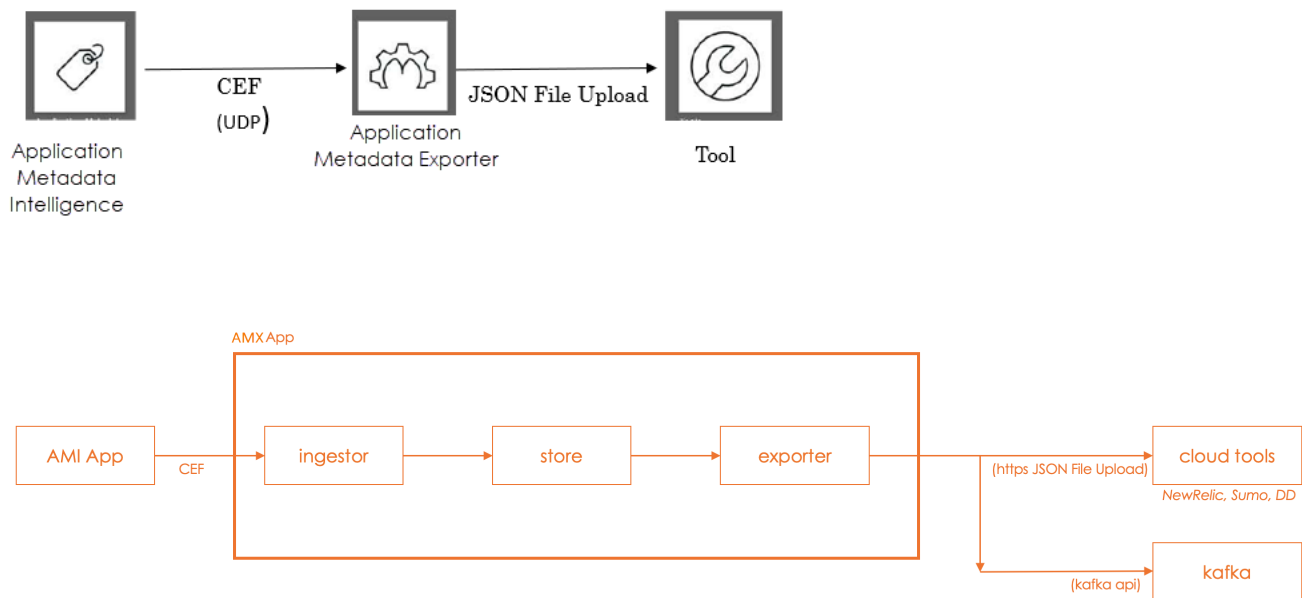 CEF
(UDP)
JSON File Upload
Application
Metadata
Intelligence
Application
Metadata Exporter
Tool
AMX App
AMI App
CEF
ingestor
store
exporter
(https JSON File Upload)
cloud tools
NewRelic, Sumo, DD
(kafka api)
kafka